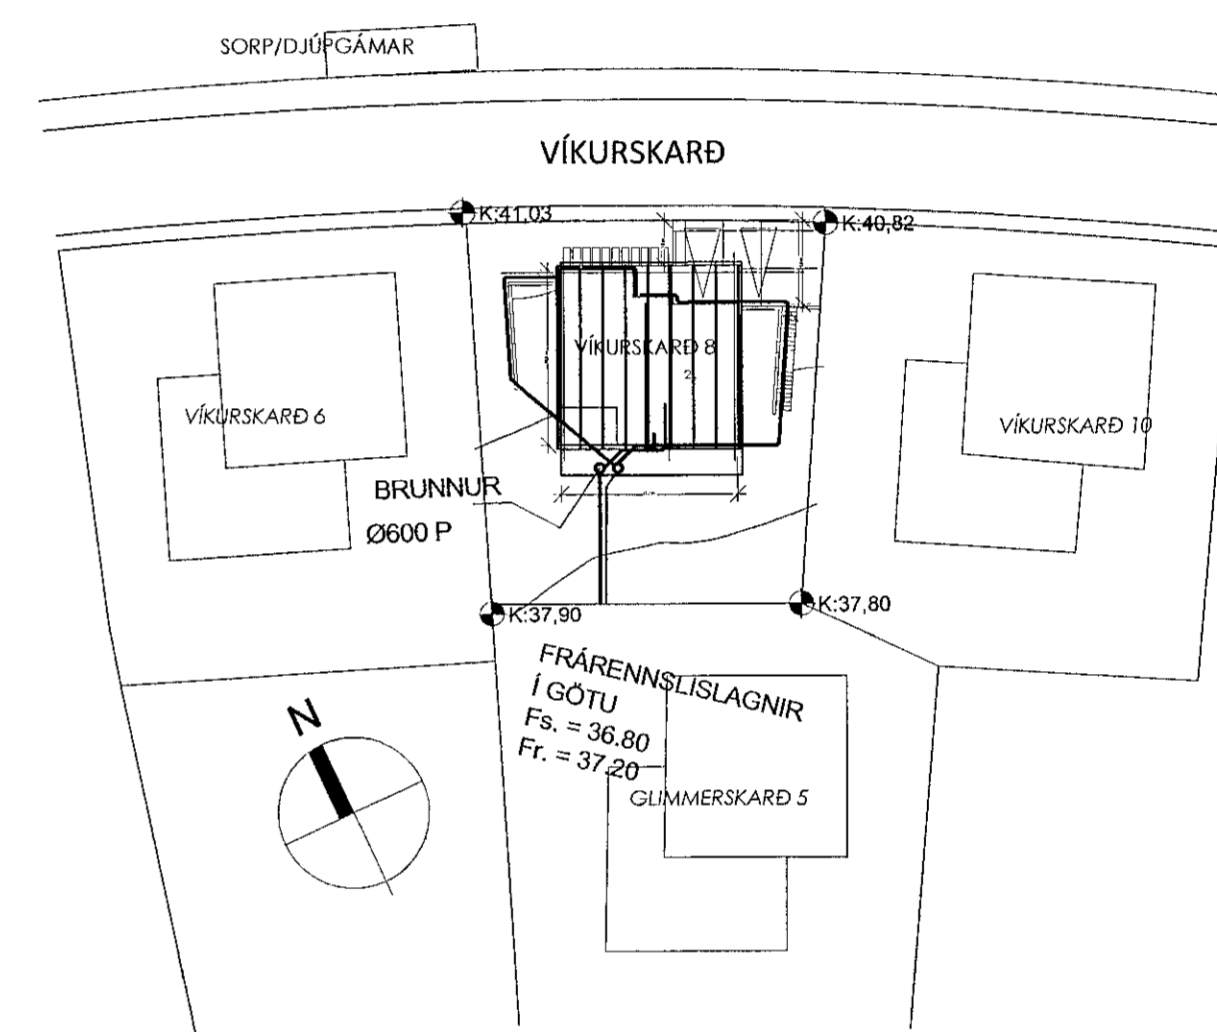 SORP/DJÚPGÁMAR
VÍKURSKARÐ
K:41,03
K:40,82
VÍKURSKARÐ 8
2
VÍKURSKARÐ 6
VÍKURSKARÐ 10
BRUNNUR
Ø600 P
K:37,90
K:37,80
FRÁRENNSLISLAGNIR
Í GÖTU
Fs. = 36.80
Fr. = 37.20
N
GLIMMERSKARÐ 5